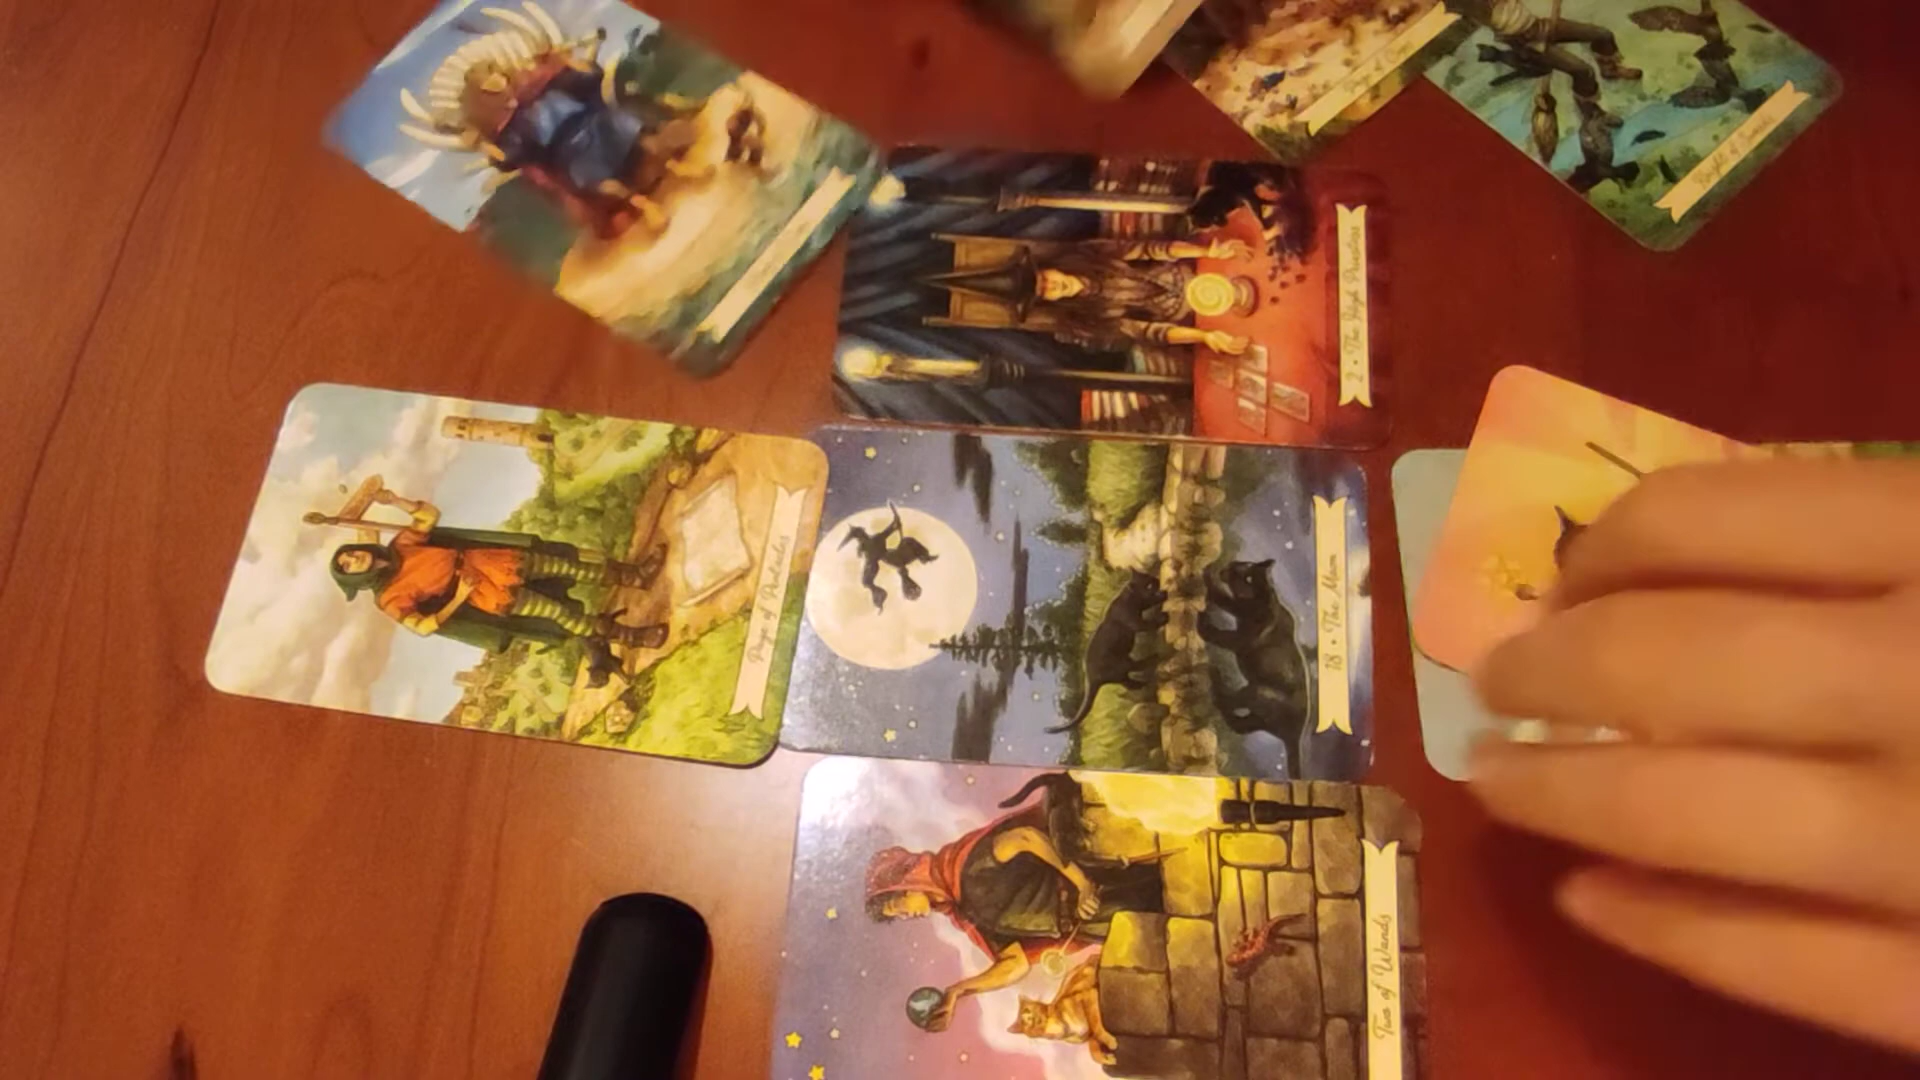 Knight of Swords
2 • The High Priestess
Page of Pentacles
18 • The Moon
Two of Wands